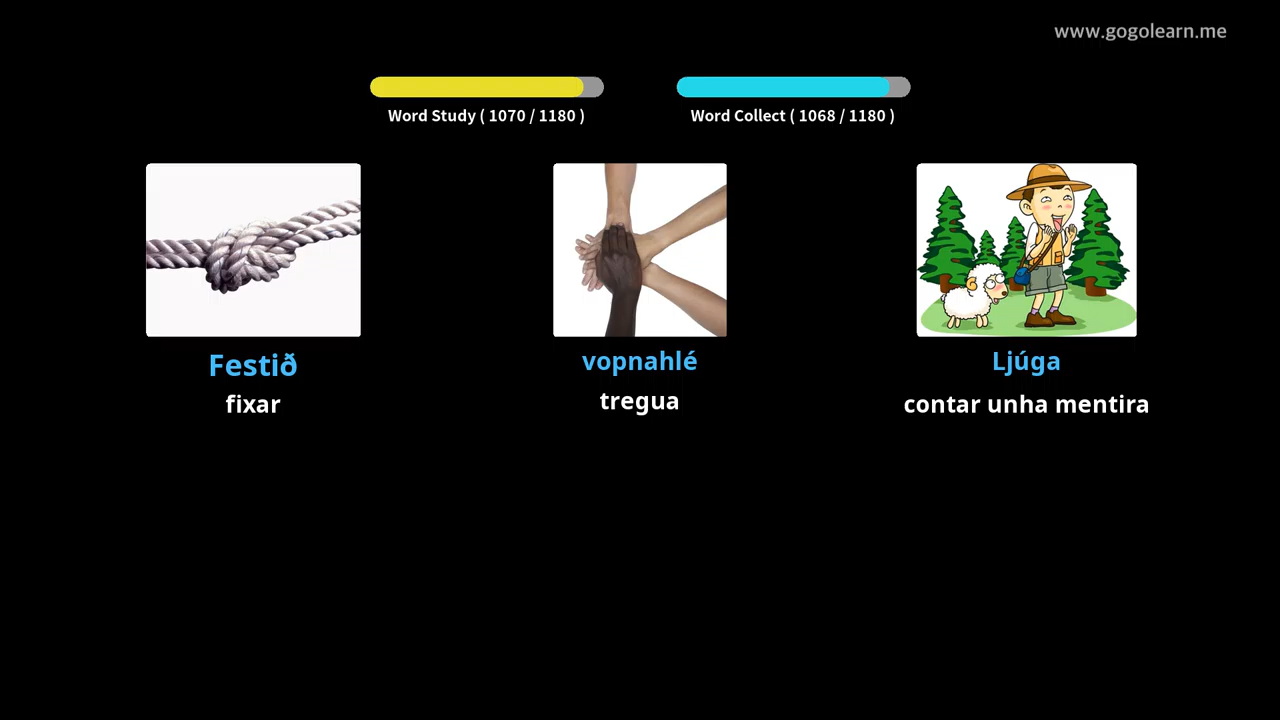 www.gogolearn.me
Word Study ( 1070 / 1180 )
Word Collect ( 1068 / 1180 )
Festið
vopnahlé
Ljúga
fixar
tregua
contar unha mentira